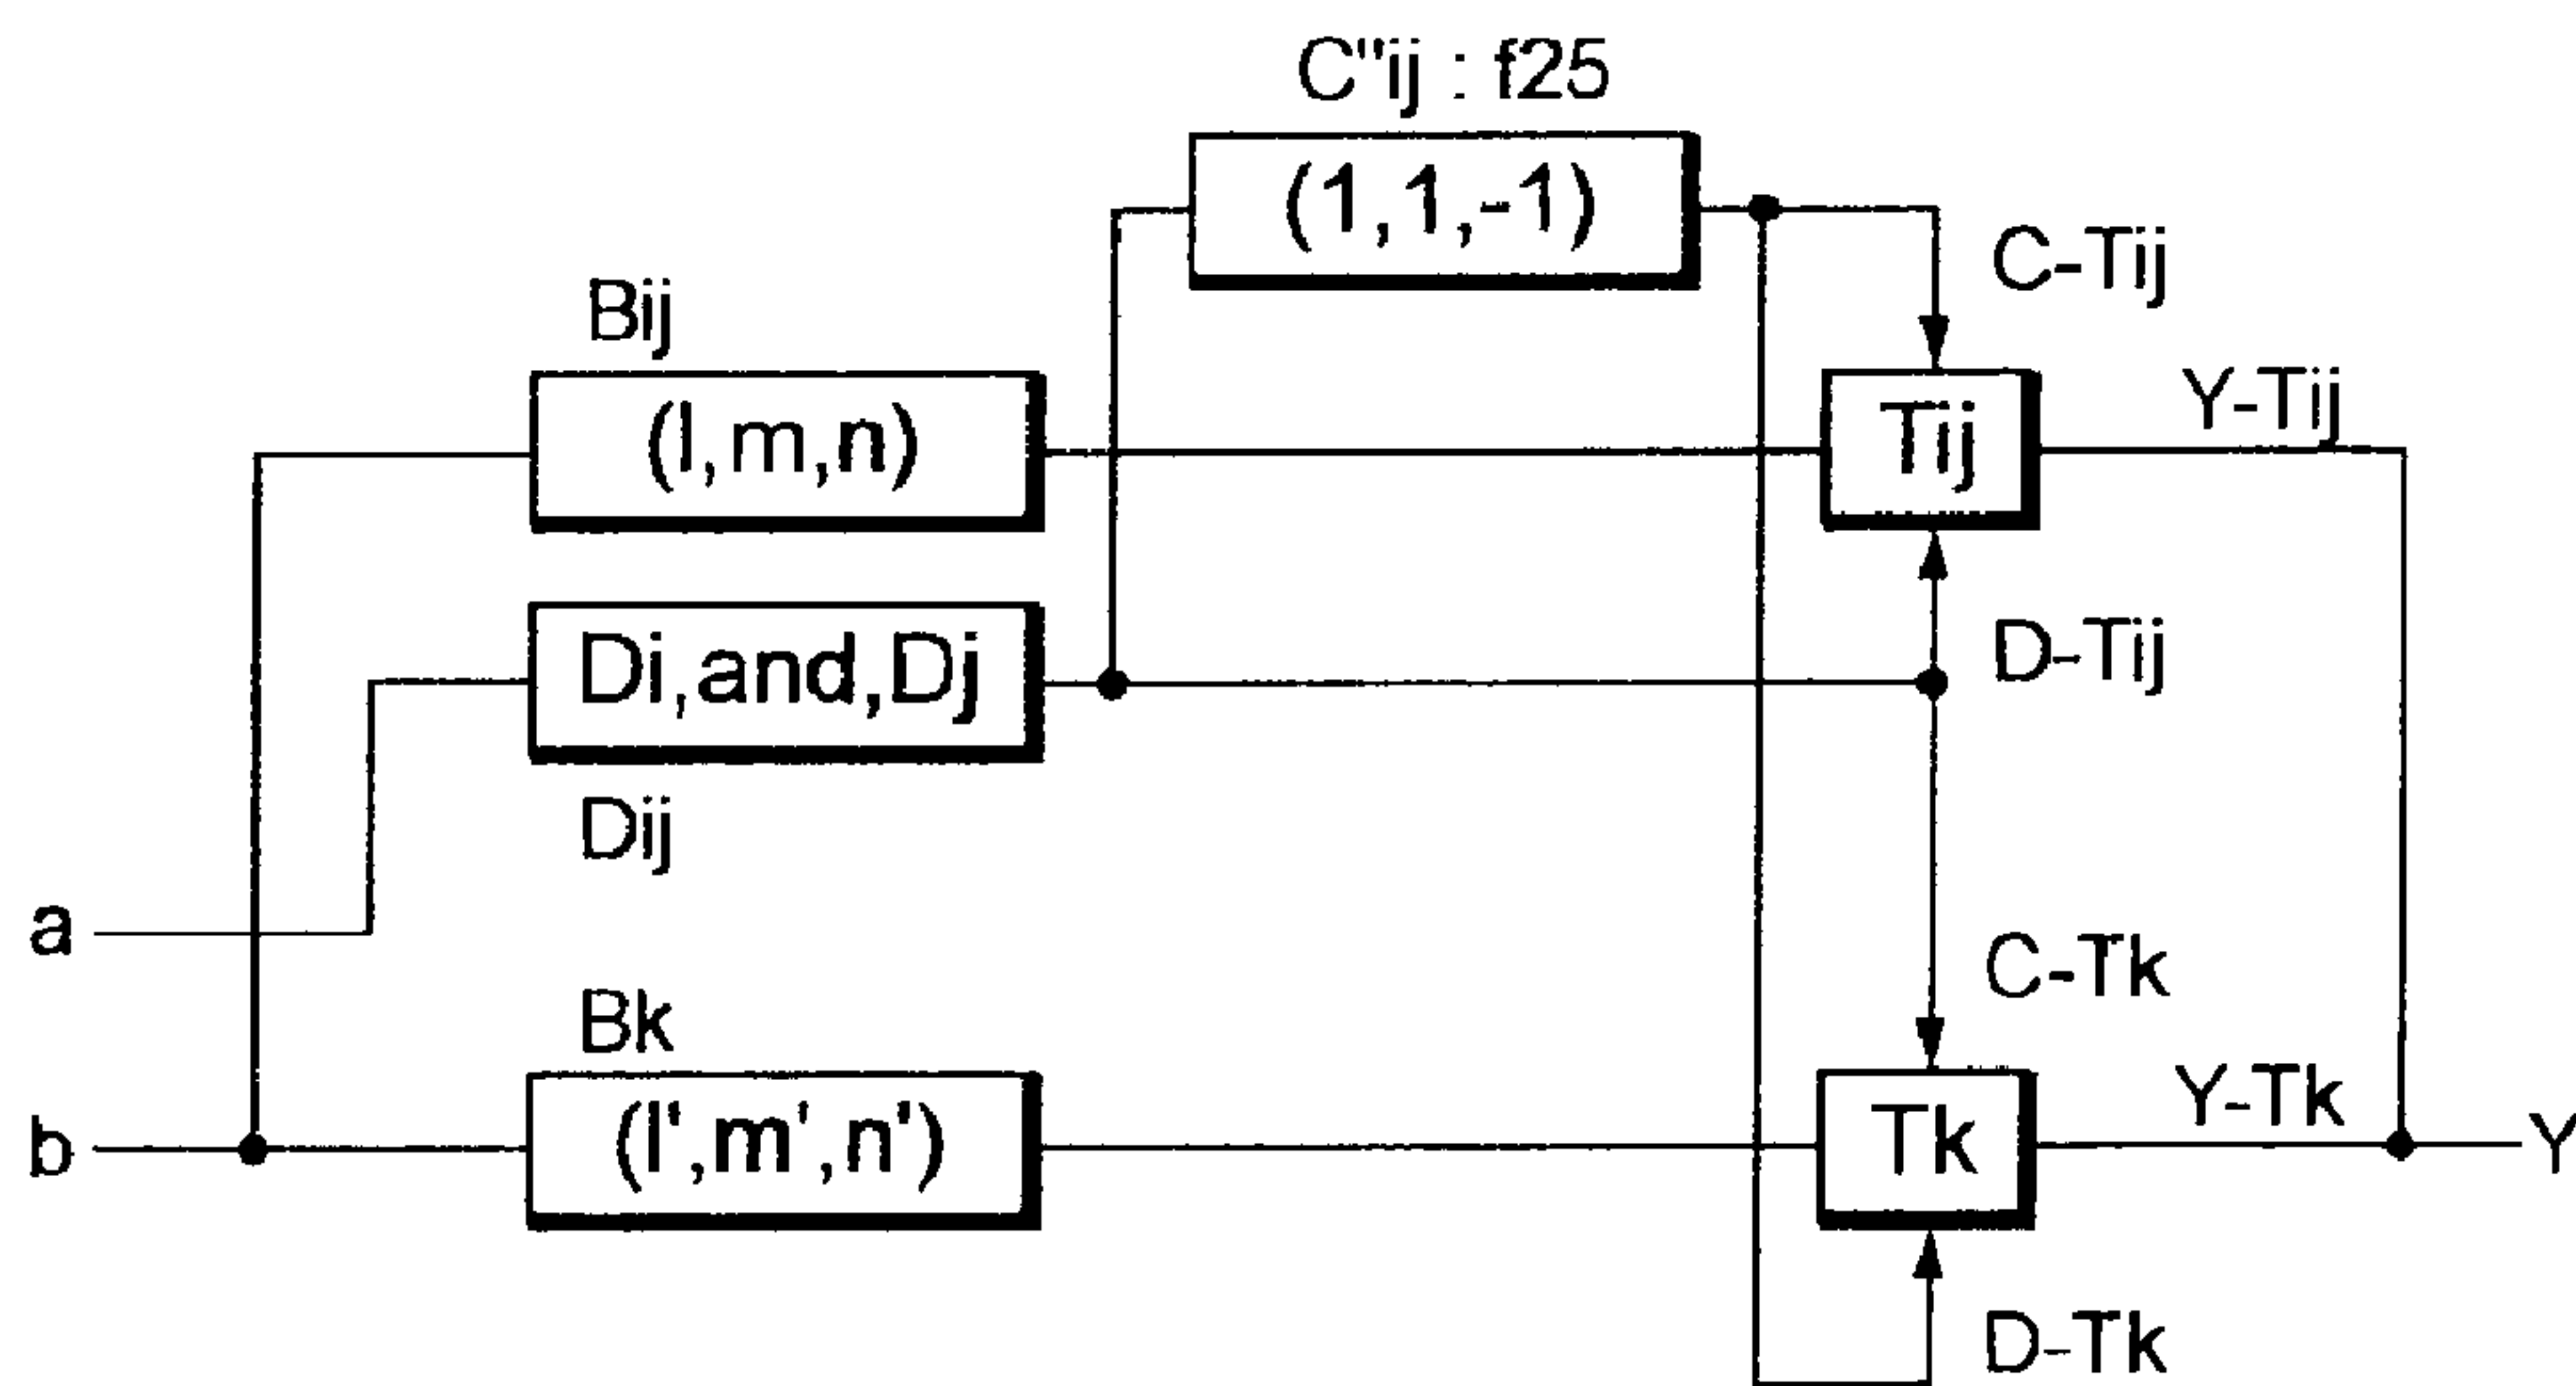 C"ij : f25
(1,1,-1)
C-Tij
Bij
(l,m,n)
Tij
Y-Tij
Di,and,Dj
D-Tij
Dij
a
C-Tk
Bk
b
(l',m',n')
Tk
Y-Tk
Y
D-Tk